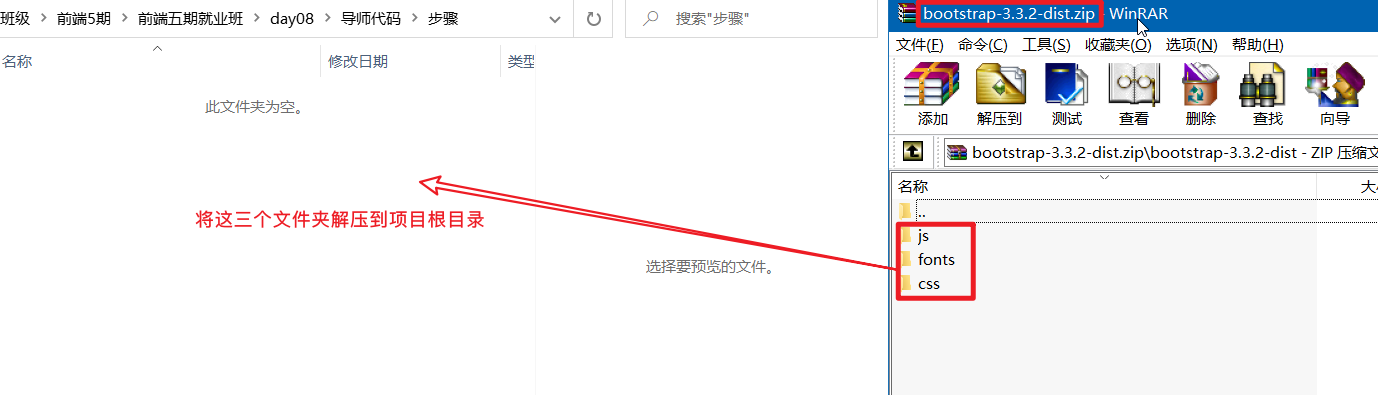 班级 > 前端5期 > 前端五期就业班 > day08 > 导师代码 > 步骤
搜索"步骤"
名称
修改日期
类型
此文件夹为空。
将这三个文件夹解压到项目根目录
选择要预览的文件。
bootstrap-3.3.2-dist.zip - WinRAR
文件(F) 命令(C) 工具(S) 收藏夹(O) 选项(N) 帮助(H)
添加 解压到 测试 查看 删除 查找 向导
bootstrap-3.3.2-dist.zip\bootstrap-3.3.2-dist - ZIP 压缩文
名称
大小
..
js
fonts
css